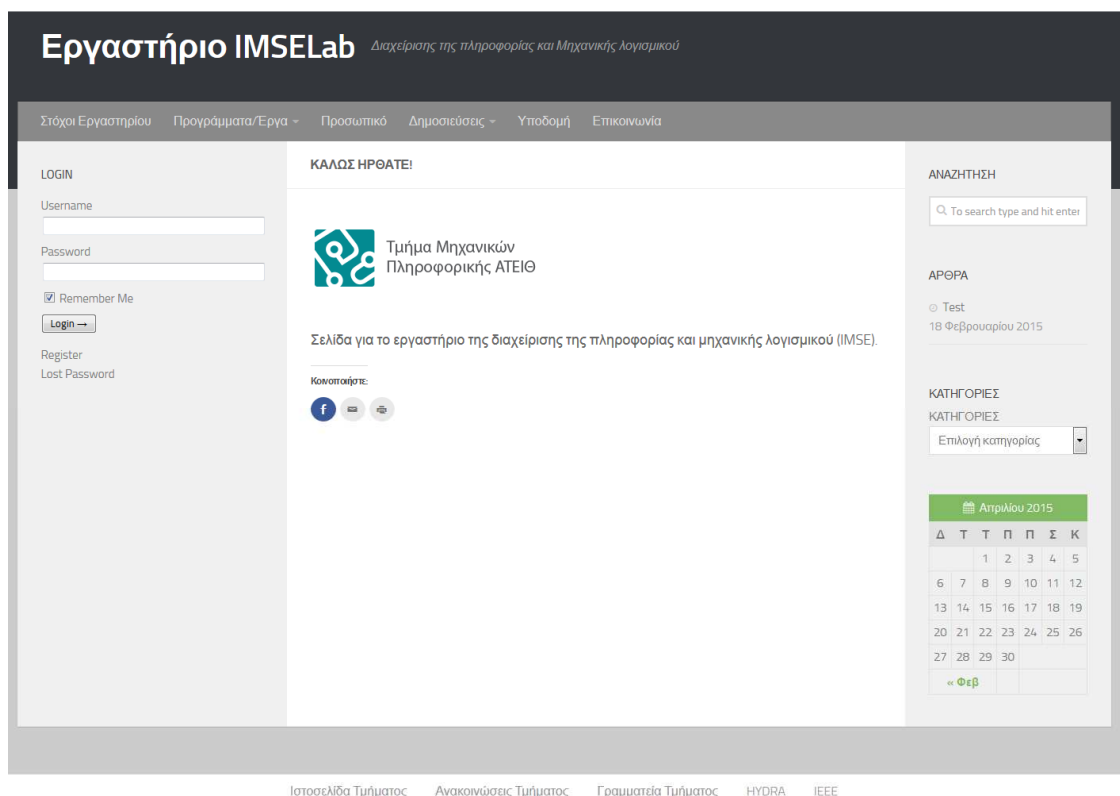 Εργαστήριο IMSELab
Διαχείρισης της πληροφορίας και Μηχανικής λογισμικού
Στόχοι Εργαστηρίου Προγράμματα/Έργα Προσωπικό Δημοσιεύσεις Υποδομή Επικοινωνία
LOGIN
Username
Password
Remember Me
Login →
Register
Lost Password
ΚΑΛΩΣ ΗΡΘΑΤΕ!
Τμήμα Μηχανικών
Πληροφορικής ΑΤΕΙΘ
Σελίδα για το εργαστήριο της διαχείρισης της πληροφορίας και μηχανικής λογισμικού (IMSE).
Κοινοποιήστε:
ΑΝΑΖΗΤΗΣΗ
To search type and hit enter
ΑΡΘΡΑ
Test
18 Φεβρουαρίου 2015
ΚΑΤΗΓΟΡΙΕΣ
ΚΑΤΗΓΟΡΙΕΣ
Επιλογή κατηγορίας
Απριλίου 2015
Δ Τ Τ Π Π Σ Κ
1 2 3 4 5
6 7 8 9 10 11 12
13 14 15 16 17 18 19
20 21 22 23 24 25 26
27 28 29 30
« Φεβ
Ιστοσελίδα Τμήματος Ανακοινώσεις Τμήματος Γραμματεία Τμήματος HYDRA IEEE